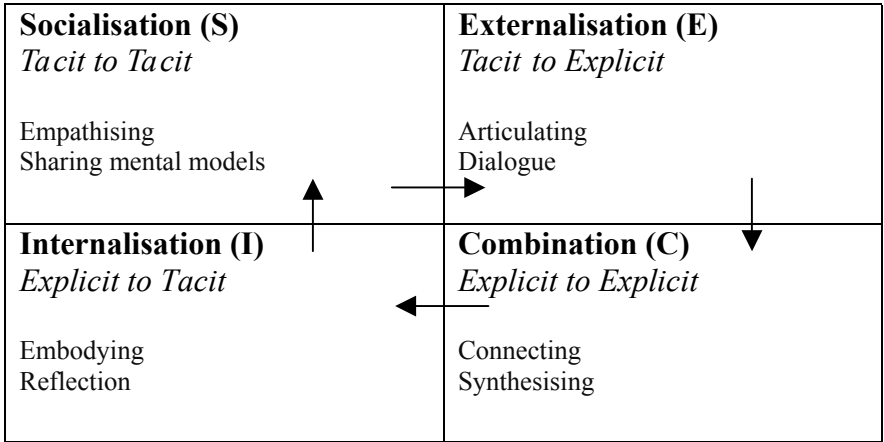 Socialisation (S)
Tacit to Tacit
Empathising
Sharing mental models
Externalisation (E)
Tacit to Explicit
Articulating
Dialogue
Internalisation (I)
Explicit to Tacit
Embodying
Reflection
Combination (C)
Explicit to Explicit
Connecting
Synthesising